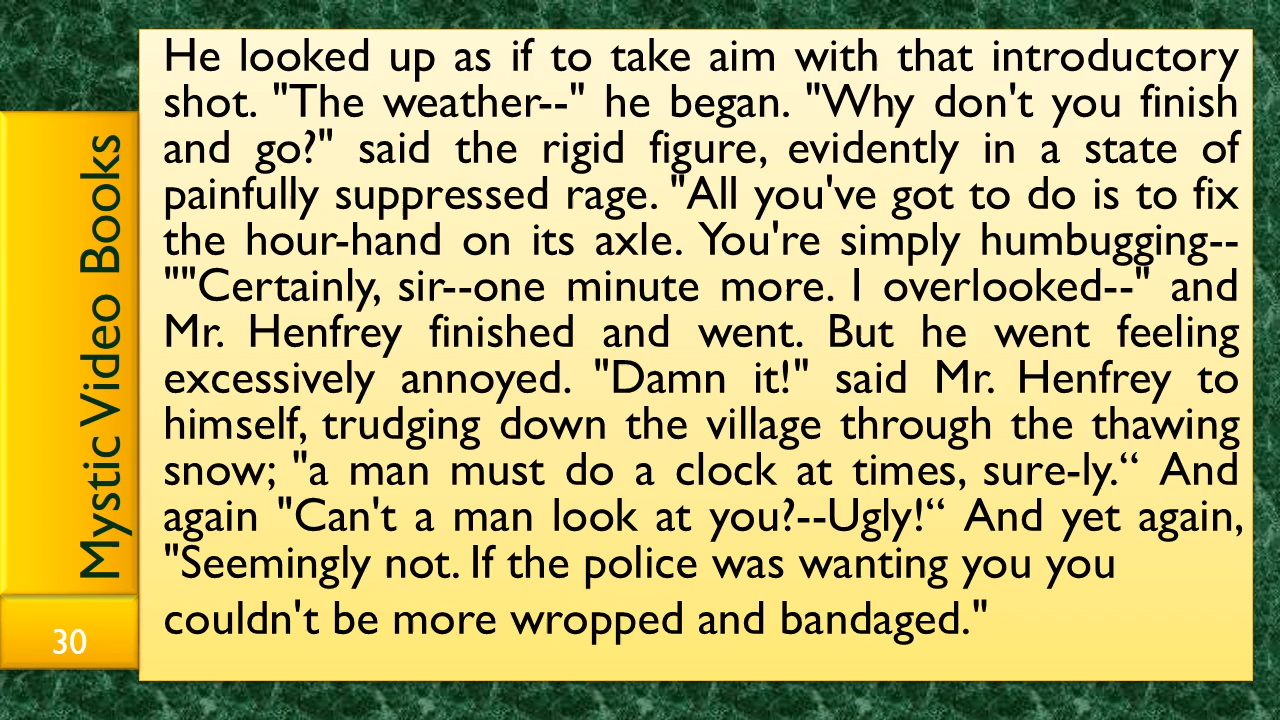 He looked up as if to take aim with that introductory
shot. "The weather--" he began. "Why don't you finish
and go?" said the rigid figure, evidently in a state of
painfully suppressed rage. "All you've got to do is to fix
the hour-hand on its axle. You're simply humbugging--
""Certainly, sir--one minute more. I overlooked--" and
Mr. Henfrey finished and went. But he went feeling
excessively annoyed. "Damn it!" said Mr. Henfrey to
himself, trudging down the village through the thawing
snow; "a man must do a clock at times, sure-ly.“ And
again "Can't a man look at you?--Ugly!“ And yet again,
"Seemingly not. If the police was wanting you you
couldn't be more wropped and bandaged."
Mystic Video Books
30